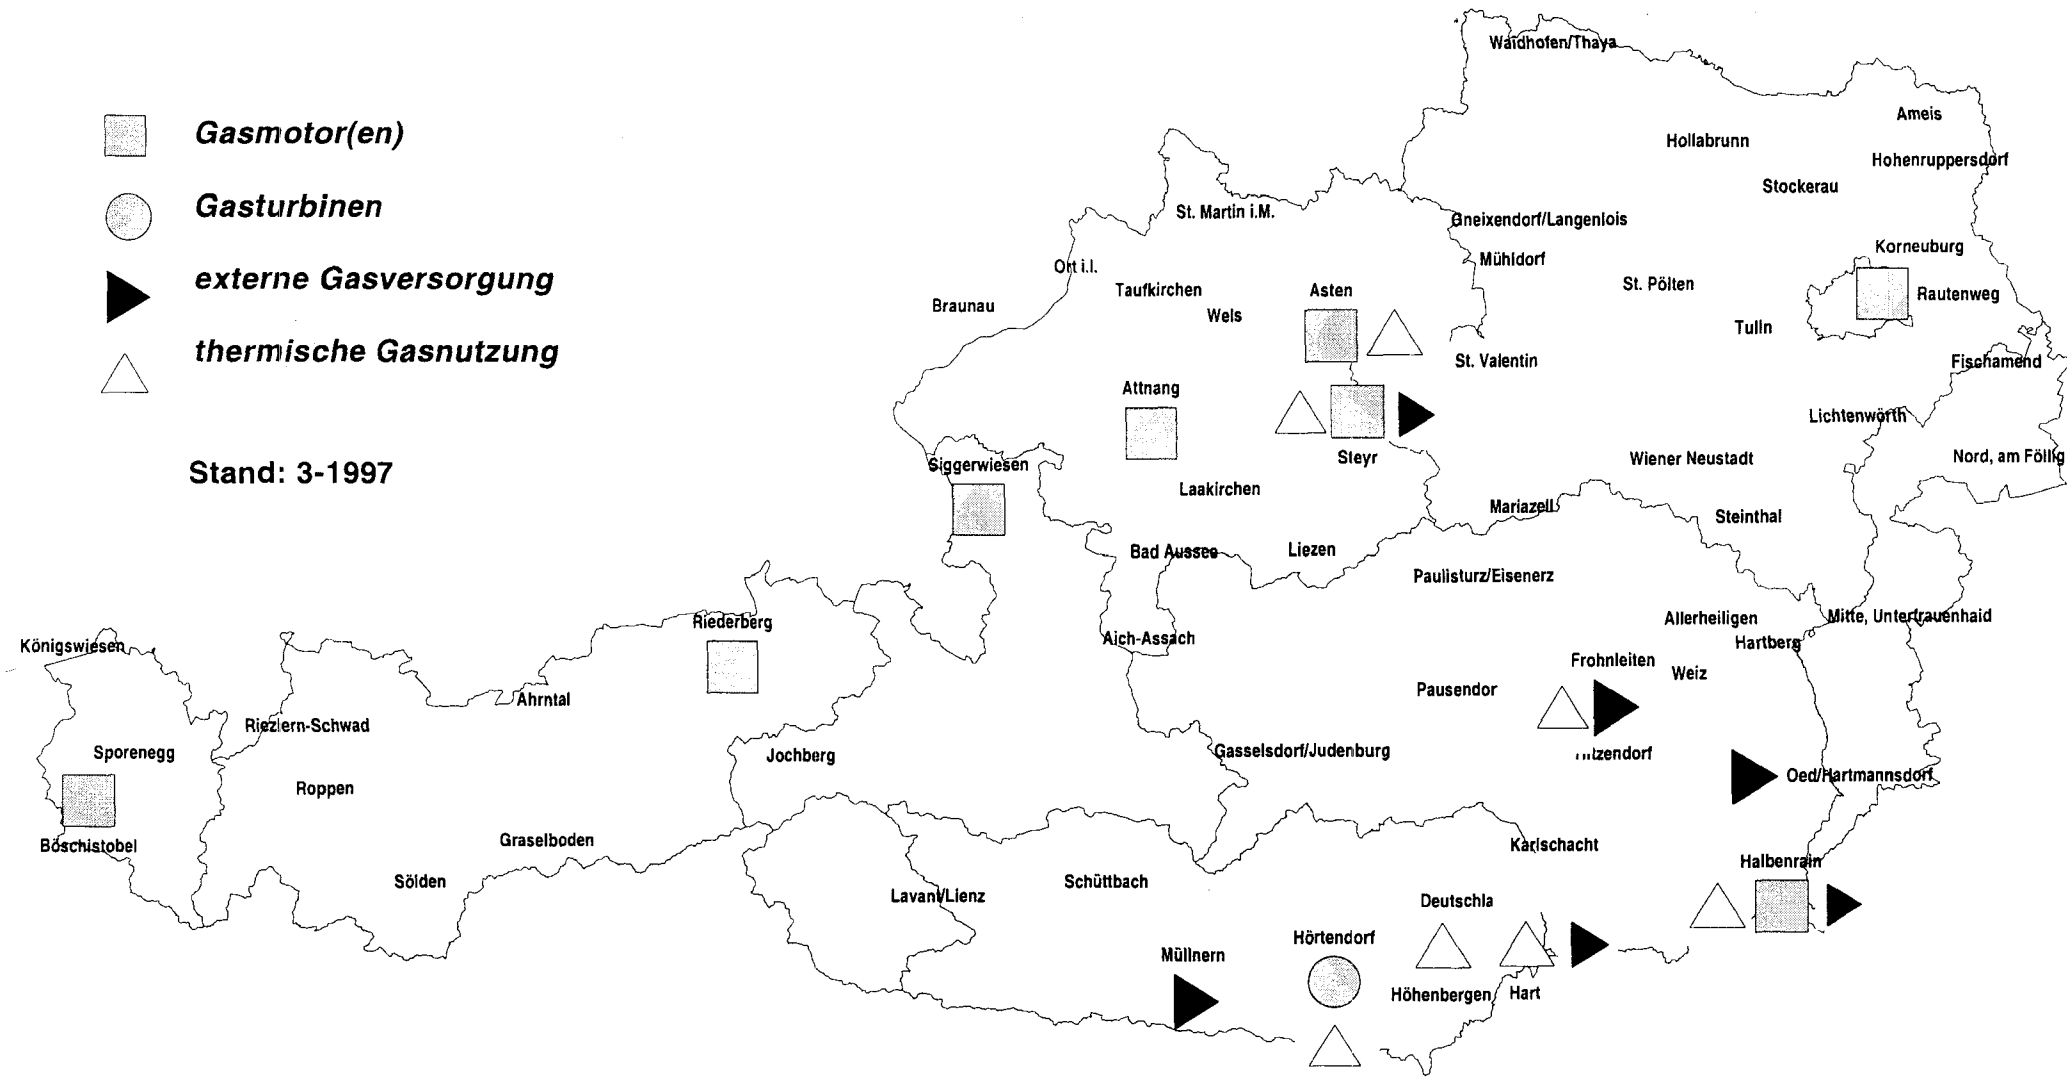 Gasmotor(en)
Gasturbinen
externe Gasversorgung
thermische Gasnutzung
Stand: 3-1997
Waidhofen/Thaya
Ameis
Hollabrunn
Hohenruppersdorf
Stockerau
St. Martin i.M.
Gneixendorf/Langenlois
Korneuburg
Mühldorf
Ort i.I.
St. Pölten
Taufkirchen
Asten
Rautenweg
Braunau
Wels
Tulln
St. Valentin
Fischamend
Attnang
Lichtenwörth
Steyr
Wiener Neustadt
Nord, am Föllig
Siggerwiesen
Laakirchen
Mariazell
Steinthal
Bad Aussee
Liezen
Paulisturz/Eisenerz
Riederberg
Allerheiligen
Mitte, Unterfrauenhaid
Königswiesen
Aich-Assach
Hartberg
Frohnleiten
Weiz
Pausendor
Ahrntal
Riezlern-Schwad
Sporenegg
Jochberg
Gasselsdorf/Judenburg
Oed/Hartmannsdorf
Roppen
Böschistobel
Graselboden
Karlschacht
Halbenrain
Sölden
Schüttbach
Lavant/Lienz
Deutschla
Hörtendorf
Müllnern
Höhenbergen
Hart